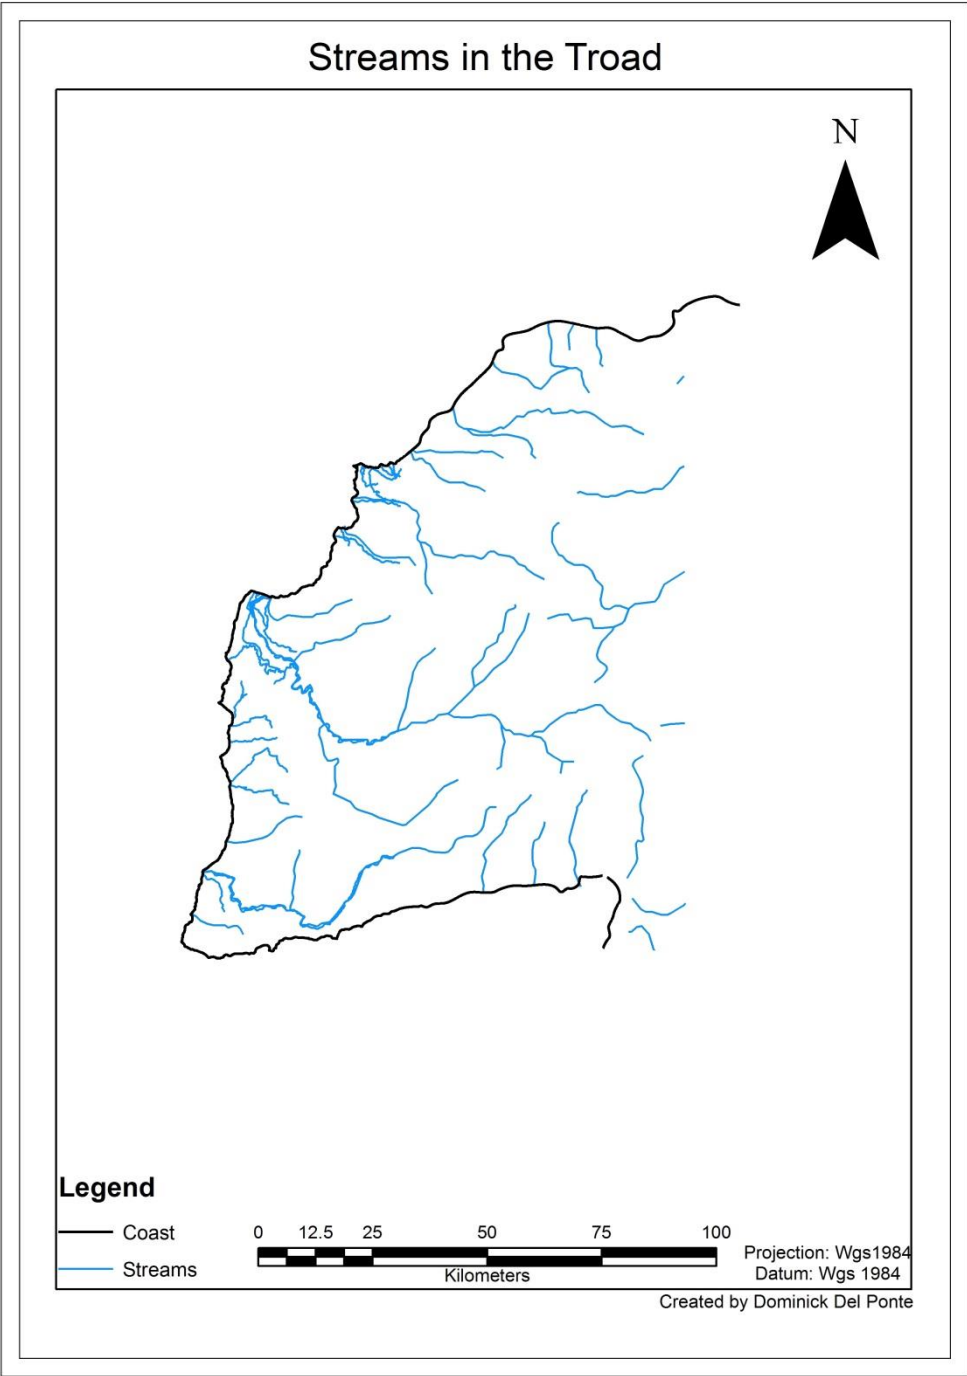 Streams in the Troad
N
Legend
Coast
Streams
0 12.5 25 50 75 100
Kilometers
Projection: Wgs1984
Datum: Wgs 1984
Created by Dominick Del Ponte